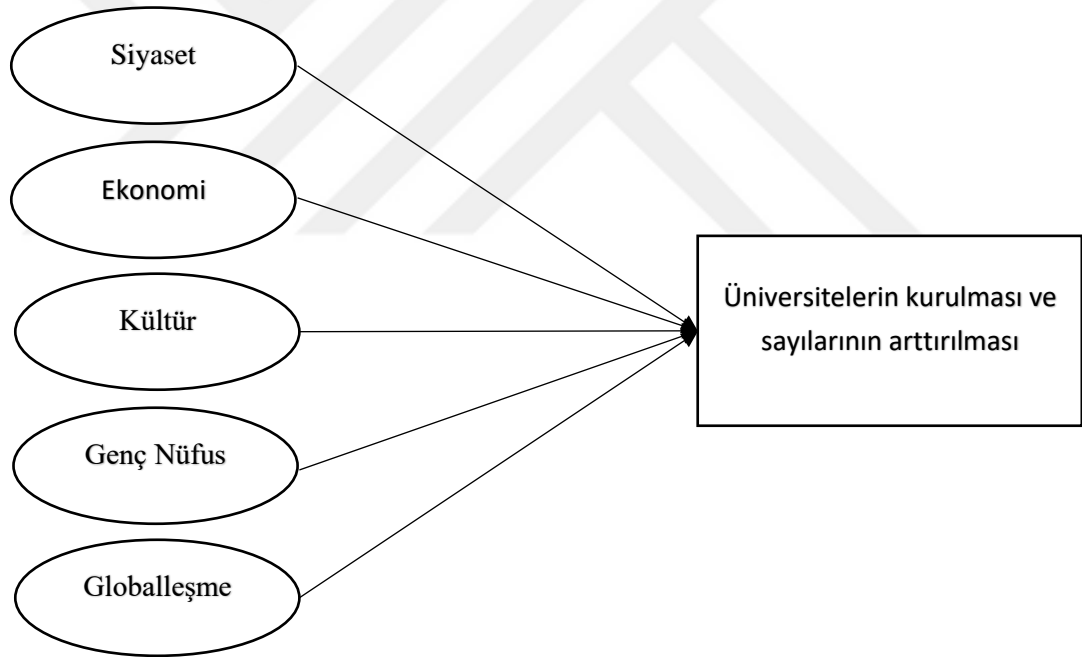 Siyaset
Ekonomi
Kültür
Genç Nüfus
Globalleşme
Üniversitelerin kurulması ve
sayılarının arttırılması